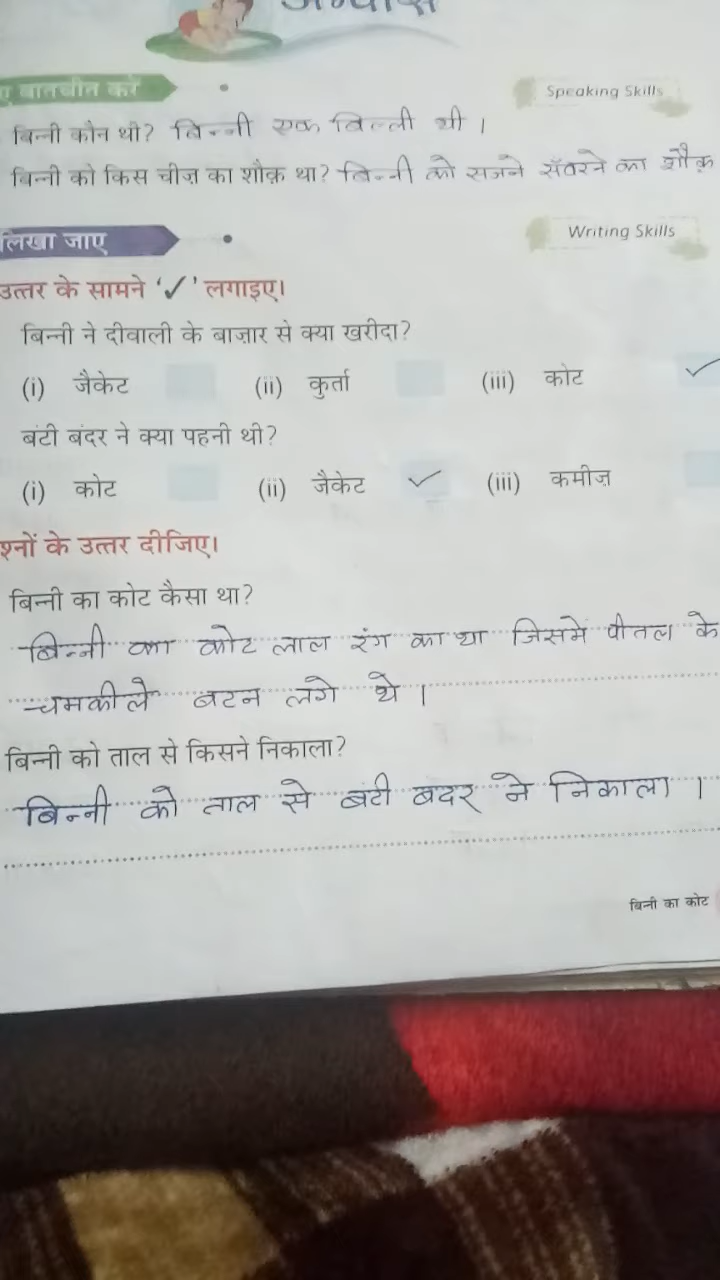 अभ्यास
ए बातचीत करें
Speaking Skills
बिन्नी कौन थी? बिन्नी एक बिल्ली थी ।
बिन्नी को किस चीज़ का शौक़ था? बिन्नी को सजने सँवरने का शौक़
लिखा जाए
Writing Skills
उत्तर के सामने ‘✓’ लगाइए।
बिन्नी ने दीवाली के बाज़ार से क्या खरीदा?
(i) जैकेट (ii) कुर्ता (iii) कोट ✓
बंटी बंदर ने क्या पहनी थी?
(i) कोट (ii) जैकेट ✓ (iii) कमीज़
श्नों के उत्तर दीजिए।
बिन्नी का कोट कैसा था?
बिन्नी का कोट लाल रंग का था जिसमे पीतल के
चमकीले बटन लगे थे ।
बिन्नी को ताल से किसने निकाला?
बिन्नी को ताल से बंटी बंदर ने निकाला ।
बिन्नी का कोट